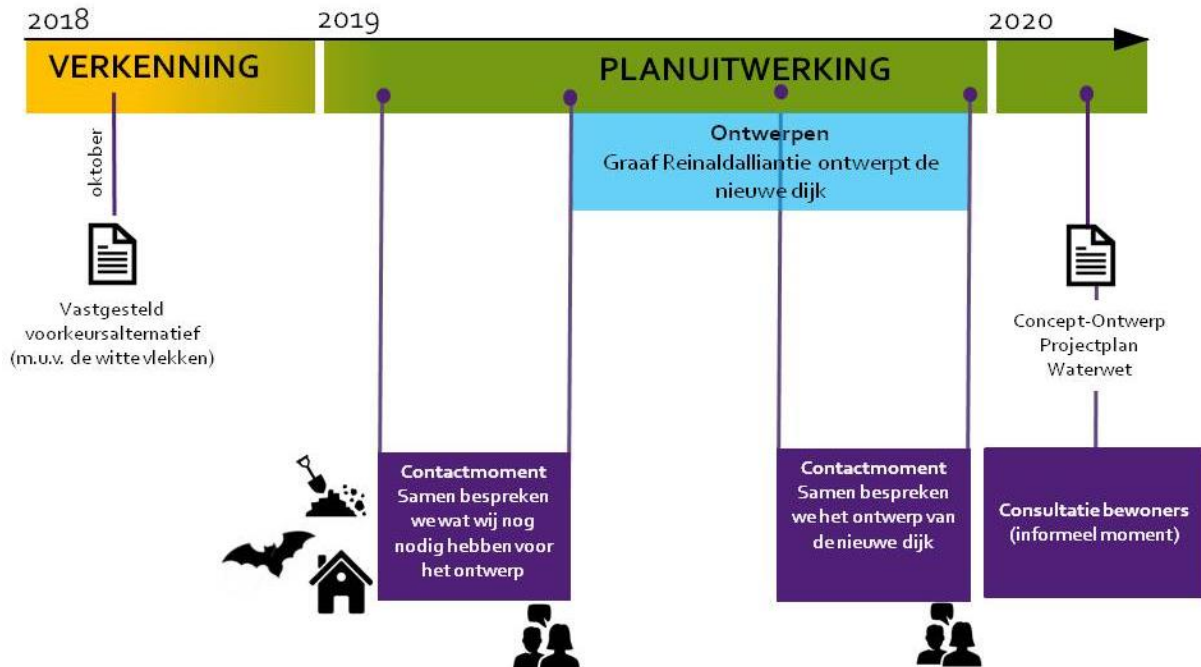 2018
2019
2020
VERKENNING
PLANUITWERKING
oktober
Ontwerpen
Graaf Reinaldalliantie ontwerpt de
nieuwe dijk
Vastgesteld
voorkeursalternatief
(m.u.v. de witte vlekken)
Concept-Ontwerp
Projectplan
Waterwet
Contactmoment
Samen bespreken
we wat wij nog
nodig hebben voor
het ontwerp
Contactmoment
Samen bespreken
we het ontwerp van
de nieuwe dijk
Consultatie bewoners
(informeel moment)